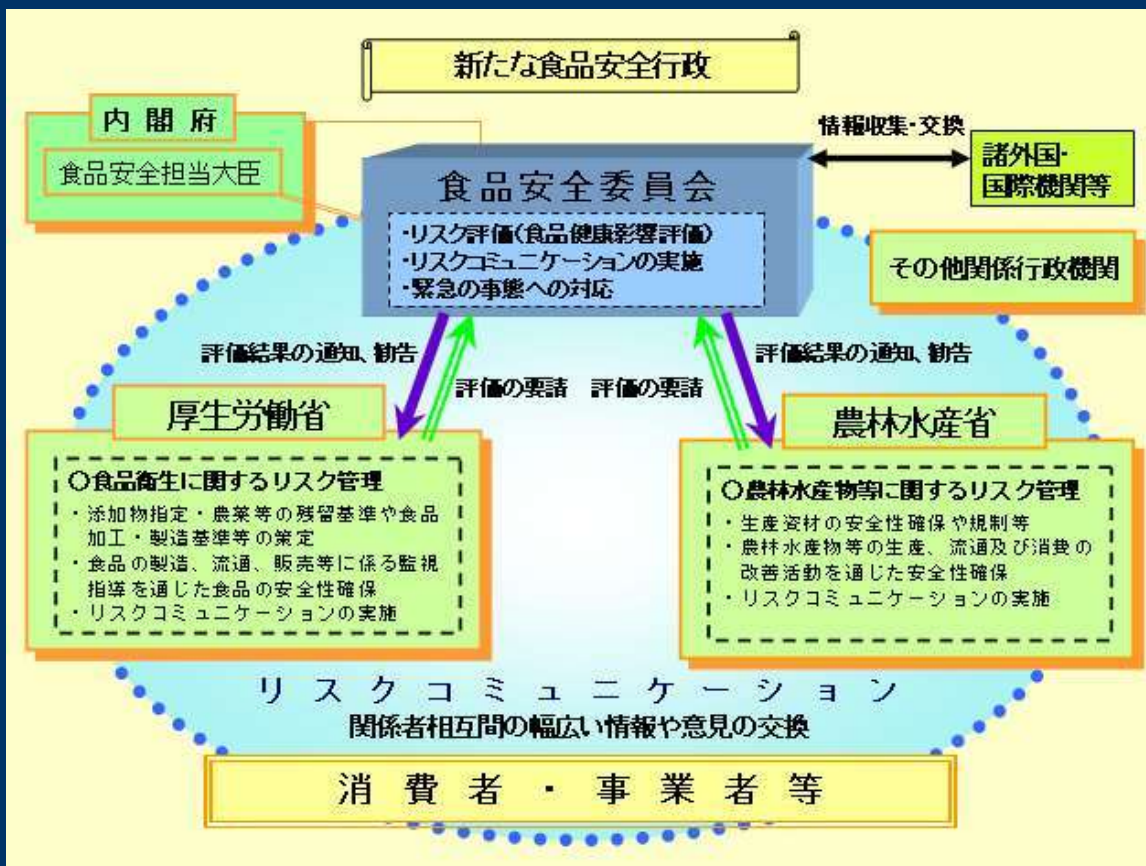 新たな食品安全行政
内閣府
食品安全担当大臣
情報収集・交換
諸外国・
国際機関等
食品安全委員会
・リスク評価(食品健康影響評価)
・リスクコミュニケーションの実施
・緊急の事態への対応
その他関係行政機関
評価結果の通知、勧告
評価の要請
評価の要請
評価結果の通知、勧告
厚生労働省
〇食品衛生に関するリスク管理
・添加物指定・農薬等の残留基準や食品
加工・製造基準等の策定
・食品の製造、流通、販売等に係る監視
指導を通じた食品の安全性確保
・リスクコミュニケーションの実施
農林水産省
〇農林水産物等に関するリスク管理
・生産資材の安全性確保や規制等
・農林水産物等の生産、流通及び消費の
改善活動を通じた安全性確保
・リスクコミュニケーションの実施
リスクコミュニケーション
関係者相互間の幅広い情報や意見の交換
消費者・事業者等